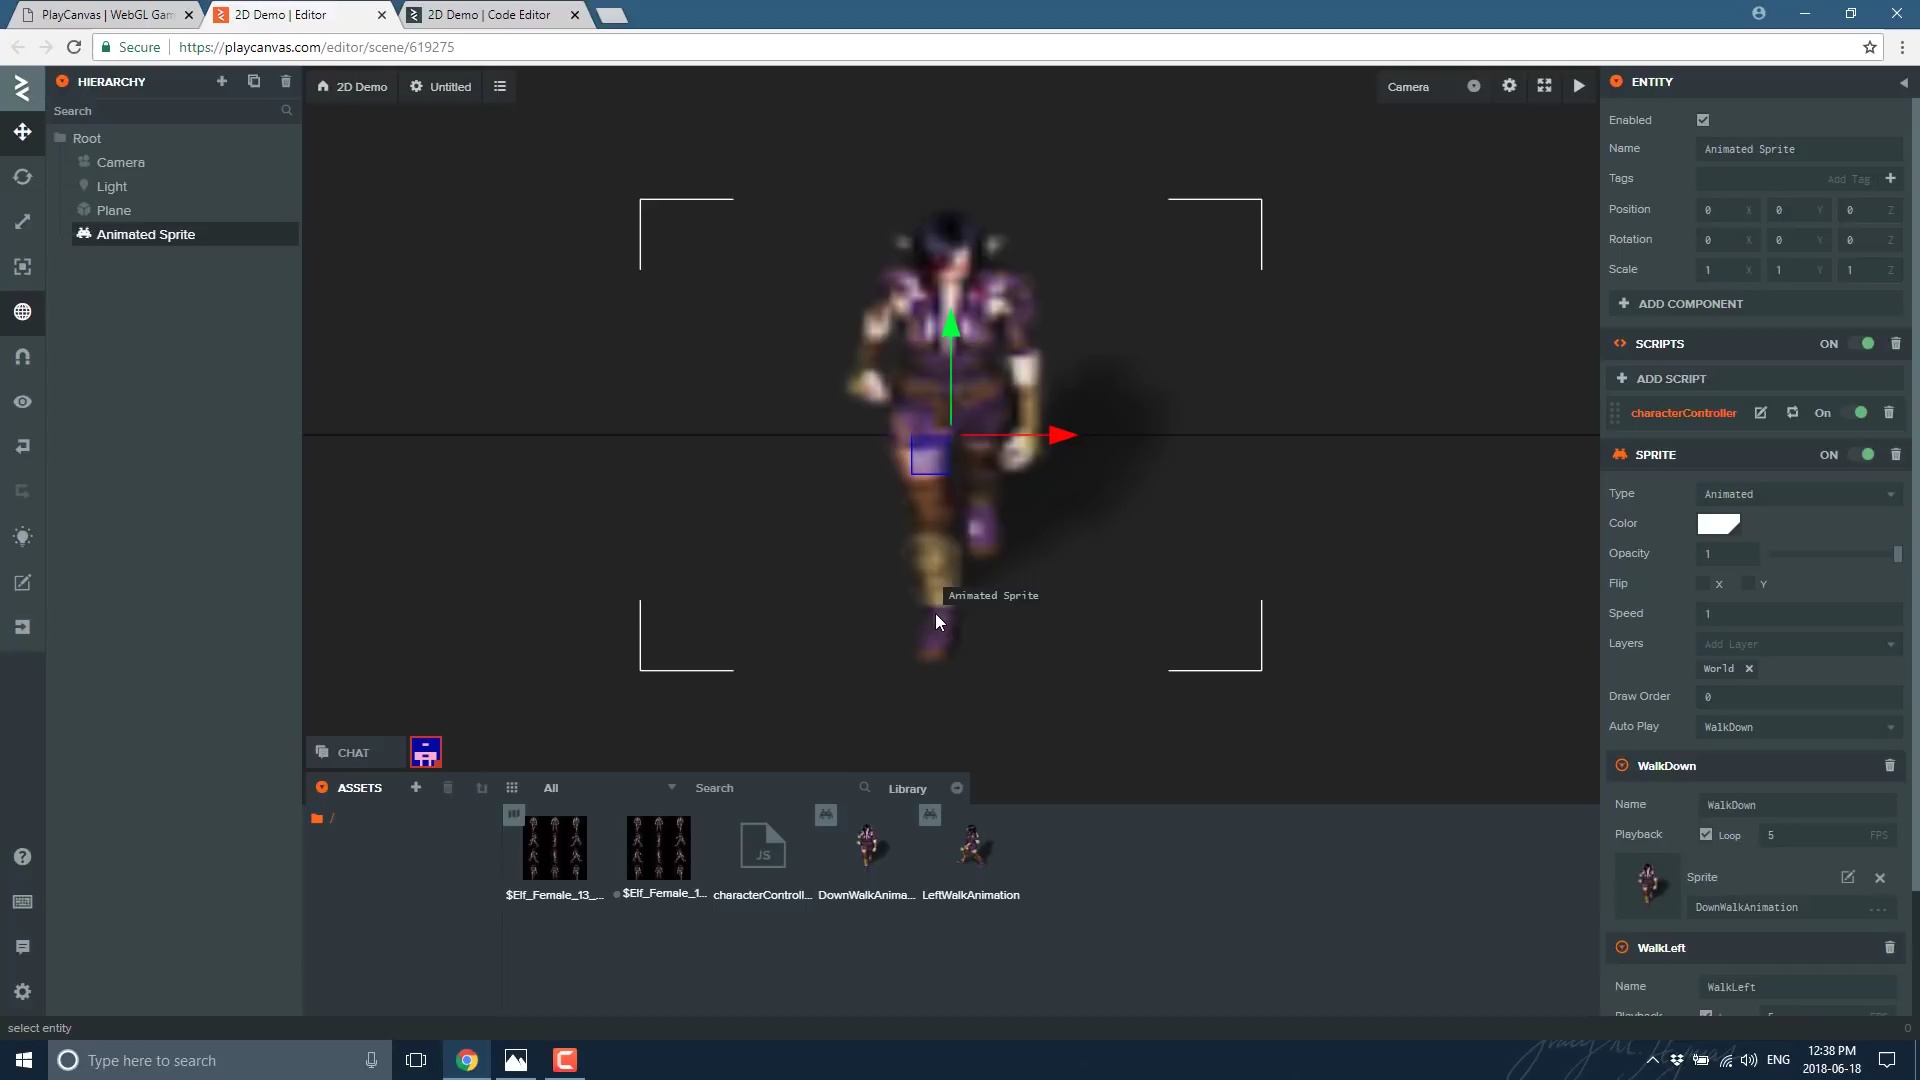 PlayCanvas | WebGL Gam
2D Demo | Editor
2D Demo | Code Editor
Secure
https://playcanvas.com/editor/scene/619275
HIERARCHY
Search
Root
Camera
Light
Plane
Animated Sprite
2D Demo
Untitled
Camera
Animated Sprite
CHAT
ASSETS
All
Search
Library
/
JS
$Elf_Female_13_...
$Elf_Female_1...
characterControll...
DownWalkAnima...
LeftWalkAnimation
ENTITY
Enabled
Name Animated Sprite
Tags Add Tag
Position 0 X 0 Y 0 Z
Rotation 0 X 0 Y 0 Z
Scale 1 X 1 Y 1 Z
ADD COMPONENT
SCRIPTS ON
ADD SCRIPT
characterController On
SPRITE ON
Type Animated
Color
Opacity 1
Flip X Y
Speed 1
Layers Add Layer
World
Draw Order 0
Auto Play WalkDown
WalkDown
Name WalkDown
Playback Loop 5 FPS
Sprite
DownWalkAnimation ...
WalkLeft
Name WalkLeft
select entity
0
Type here to search
ENG
12:38 PM
2018-06-18